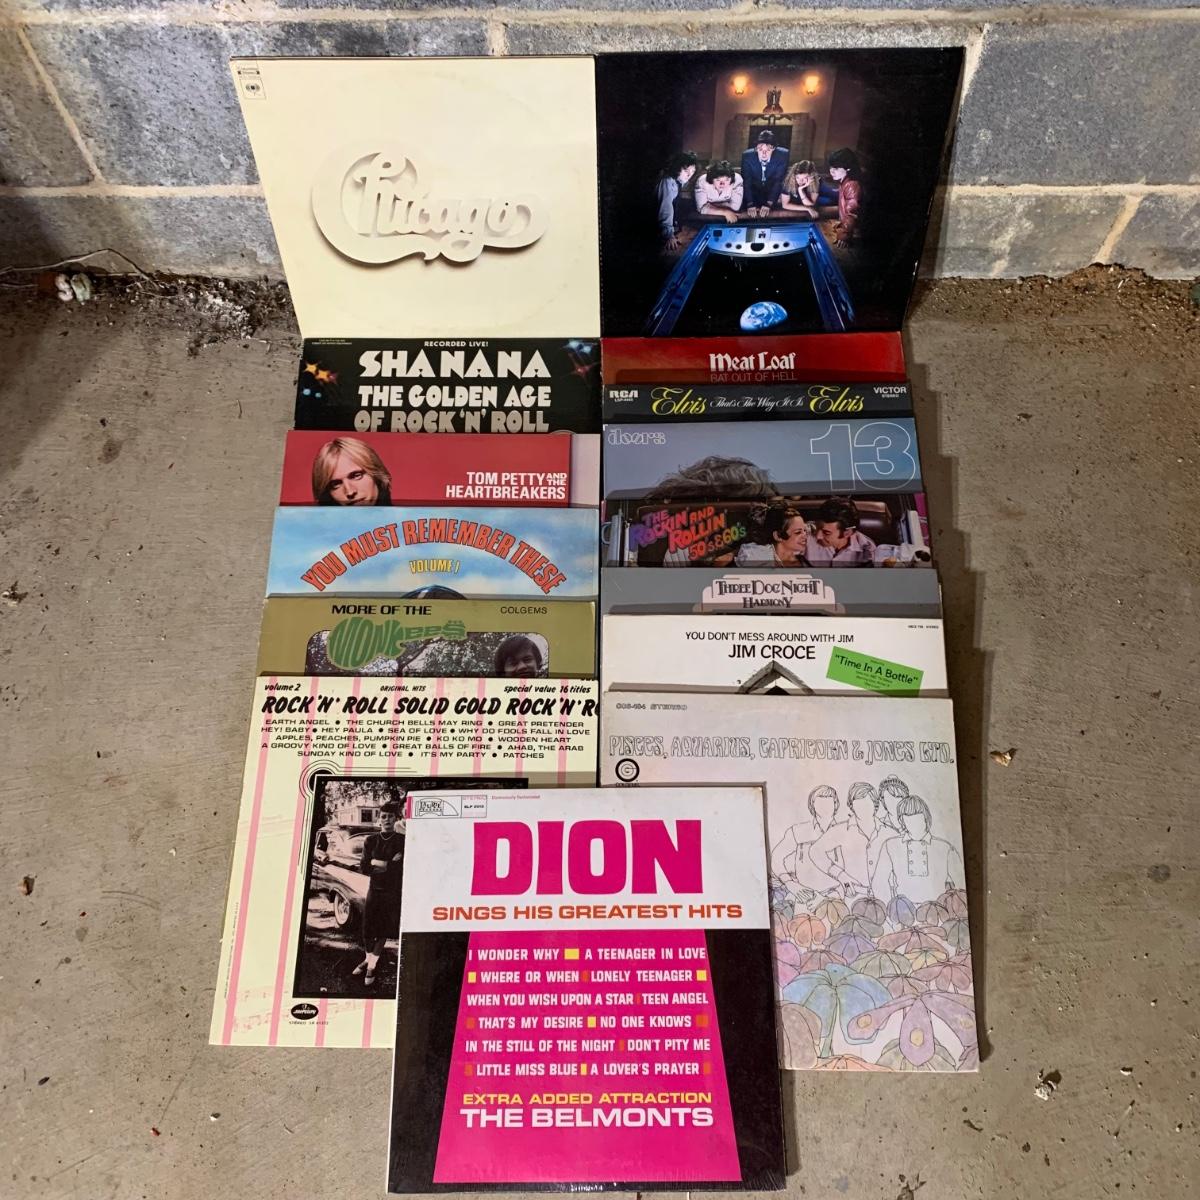 Chicago
RECORDED LIVE!
SHA NA NA
THE GOLDEN AGE
OF ROCK 'N' ROLL
TOM PETTY AND THE
HEARTBREAKERS
YOU MUST REMEMBER THESE
VOLUME 1
MORE OF THE
COLGEMS
MONKEES
volume 2
ORIGINAL HITS
special value 16 titles
ROCK 'N' ROLL SOLID GOLD ROCK 'N' R
EARTH ANGEL ● THE CHURCH BELLS MAY RING ● GREAT PRETENDER
HEY! BABY ● HEY PAULA ● SEA OF LOVE ● WHY DO FOOLS FALL IN LOVE
APPLES, PEACHES, PUMPKIN PIE ● KO KO MO ● WOODEN HEART
A GROOVY KIND OF LOVE ● GREAT BALLS OF FIRE ● AHAB, THE ARAB
SUNDAY KIND OF LOVE ● IT'S MY PARTY ● PATCHES
Meat Loaf
BAT OUT OF HELL
RCA
Elvis That's The Way It Is Elvis
VICTOR
STEREO
doors
13
THE
ROCKIN' AND
ROLLIN'
50's & 60's
THREE DOG NIGHT
HARMONY
YOU DON'T MESS AROUND WITH JIM
JIM CROCE
"Time In A Bottle"
STEREO
PISCES, AQUARIUS, CAPRICORN & JONES LTD.
DION
SINGS HIS GREATEST HITS
I WONDER WHY A TEENAGER IN LOVE
WHERE OR WHEN LONELY TEENAGER
WHEN YOU WISH UPON A STAR TEEN ANGEL
THAT'S MY DESIRE NO ONE KNOWS
IN THE STILL OF THE NIGHT DON'T PITY ME
LITTLE MISS BLUE A LOVER'S PRAYER
EXTRA ADDED ATTRACTION
THE BELMONTS